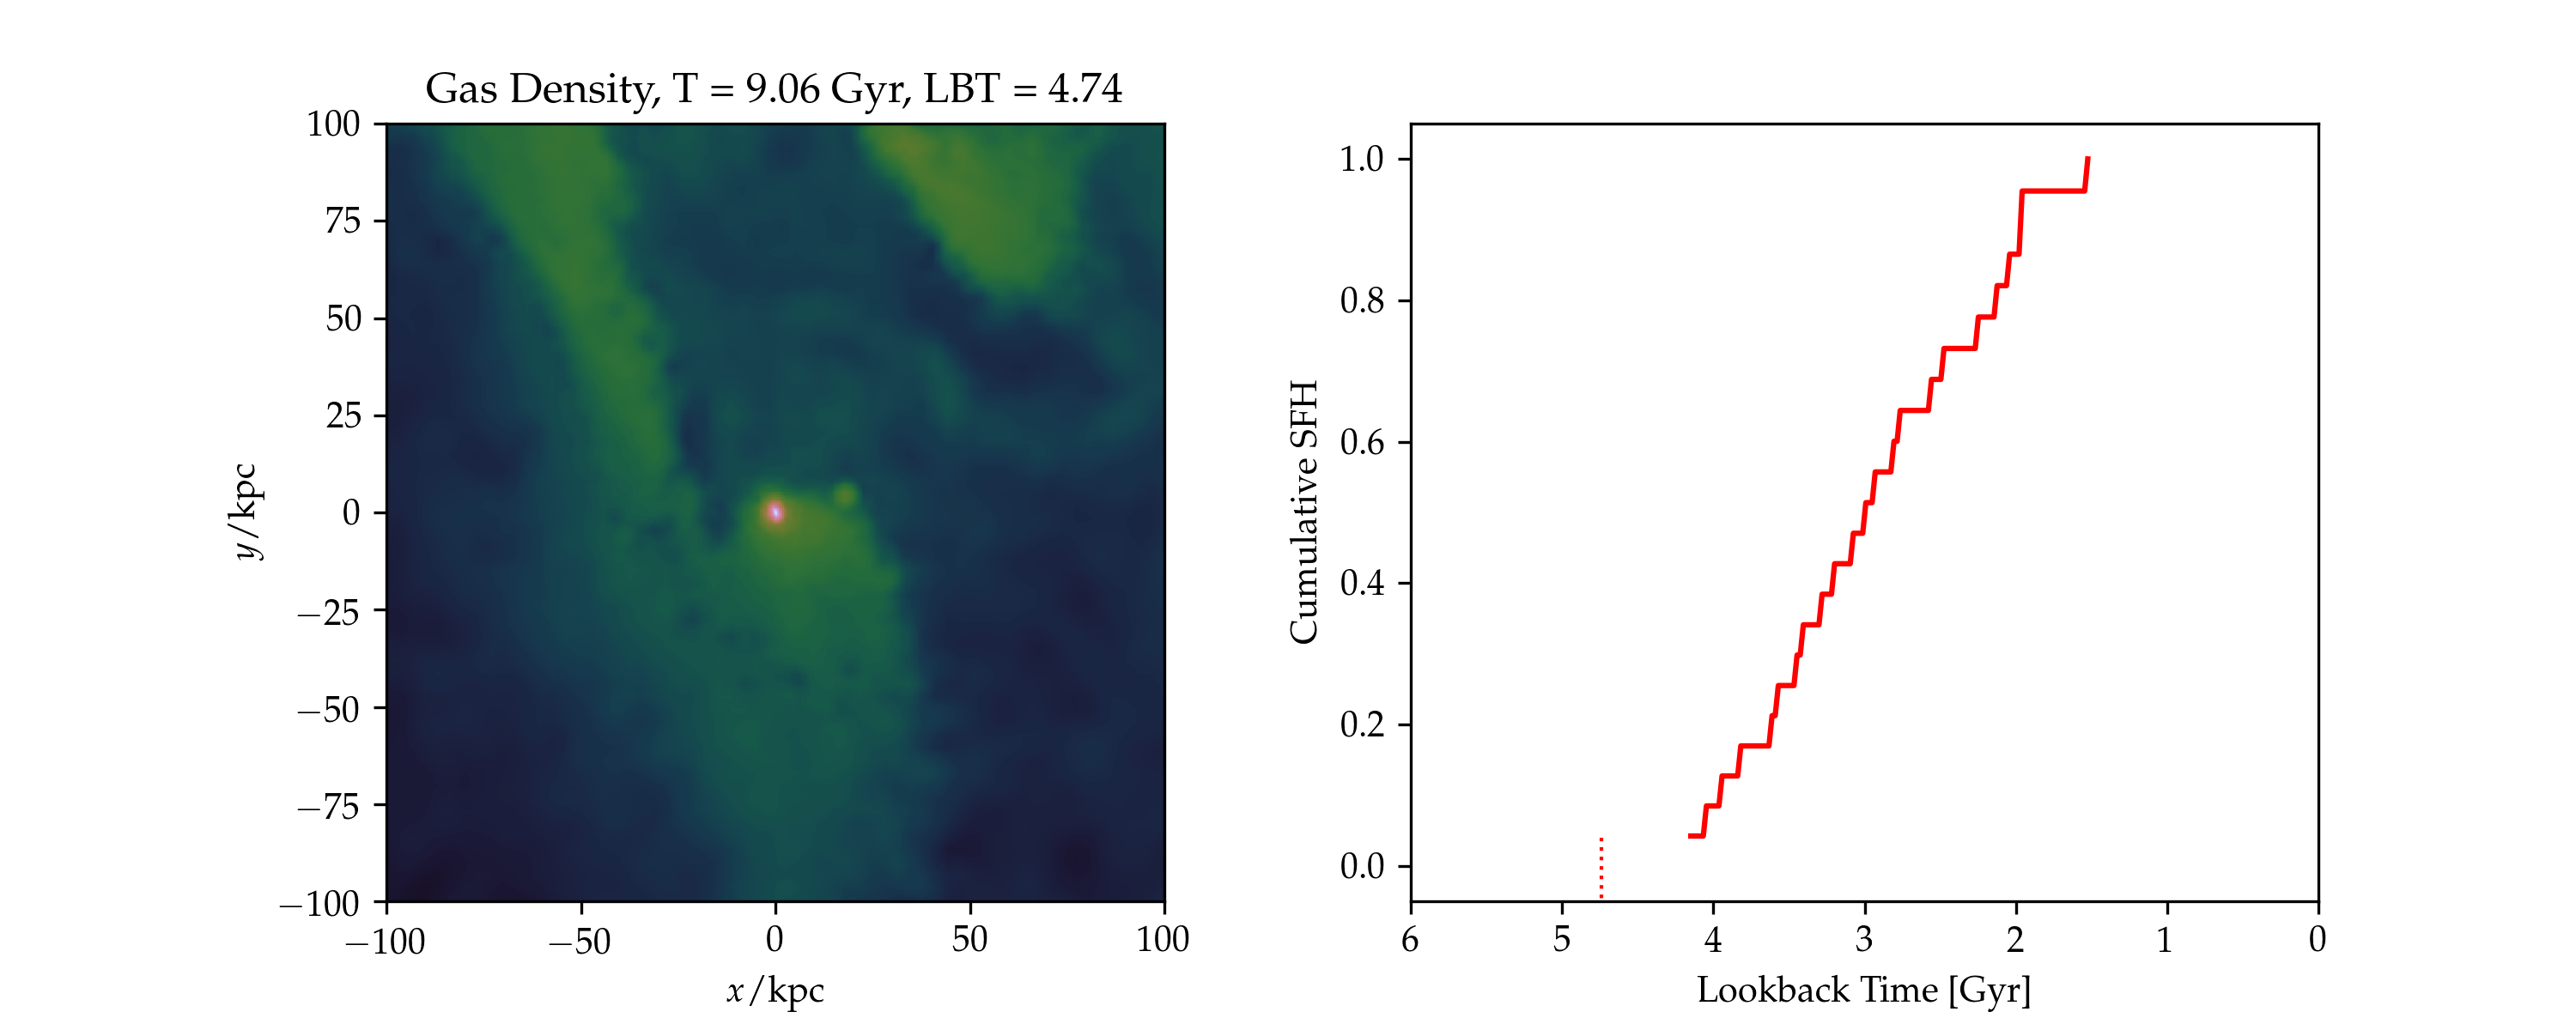 Gas Density, T = 9.06 Gyr, LBT = 4.74
100
75
50
25
0
−25
−50
−75
−100
y/kpc
−100 −50 0 50 100
x/kpc
1.0
0.8
0.6
0.4
0.2
0.0
Cumulative SFH
6 5 4 3 2 1 0
Lookback Time [Gyr]